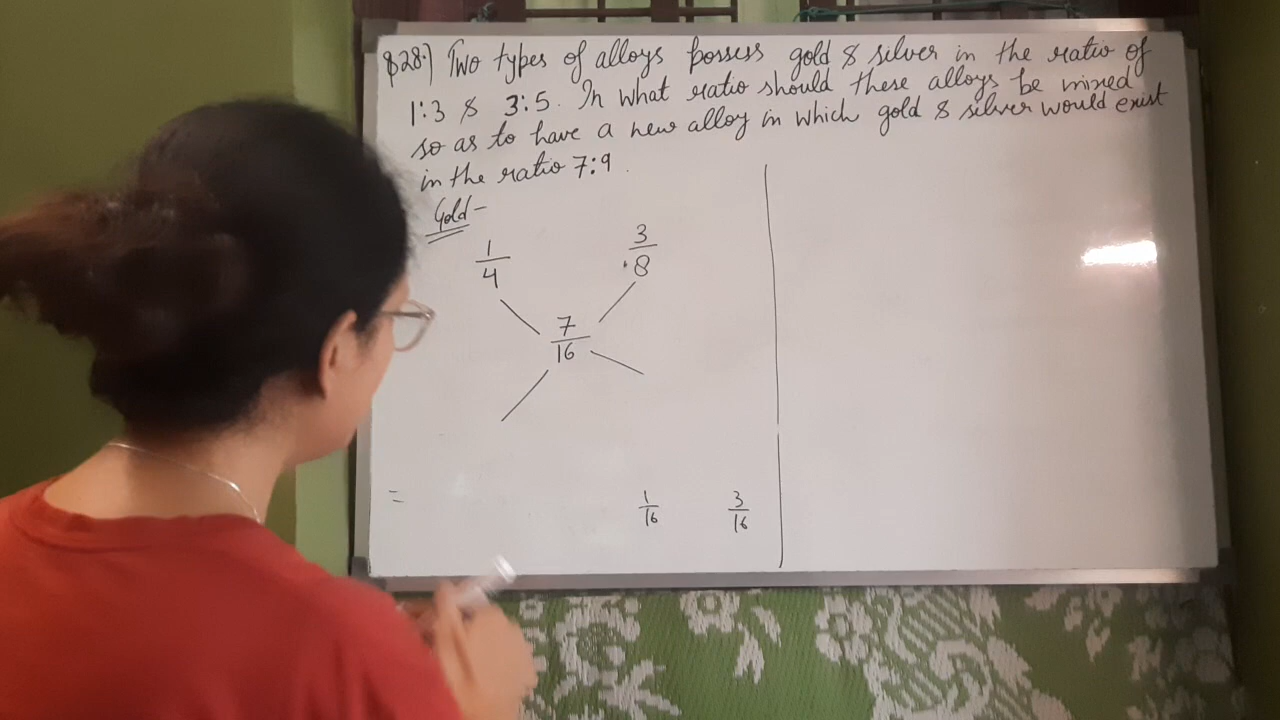 Q28.) Two types of alloys possess gold & silver in the ratio of
1:3 & 3:5. In what ratio should these alloys be mixed
so as to have a new alloy in which gold & silver would exist
in the ratio 7:9.
Gold -
1/4 3/8
7/16
= 1/16 3/16